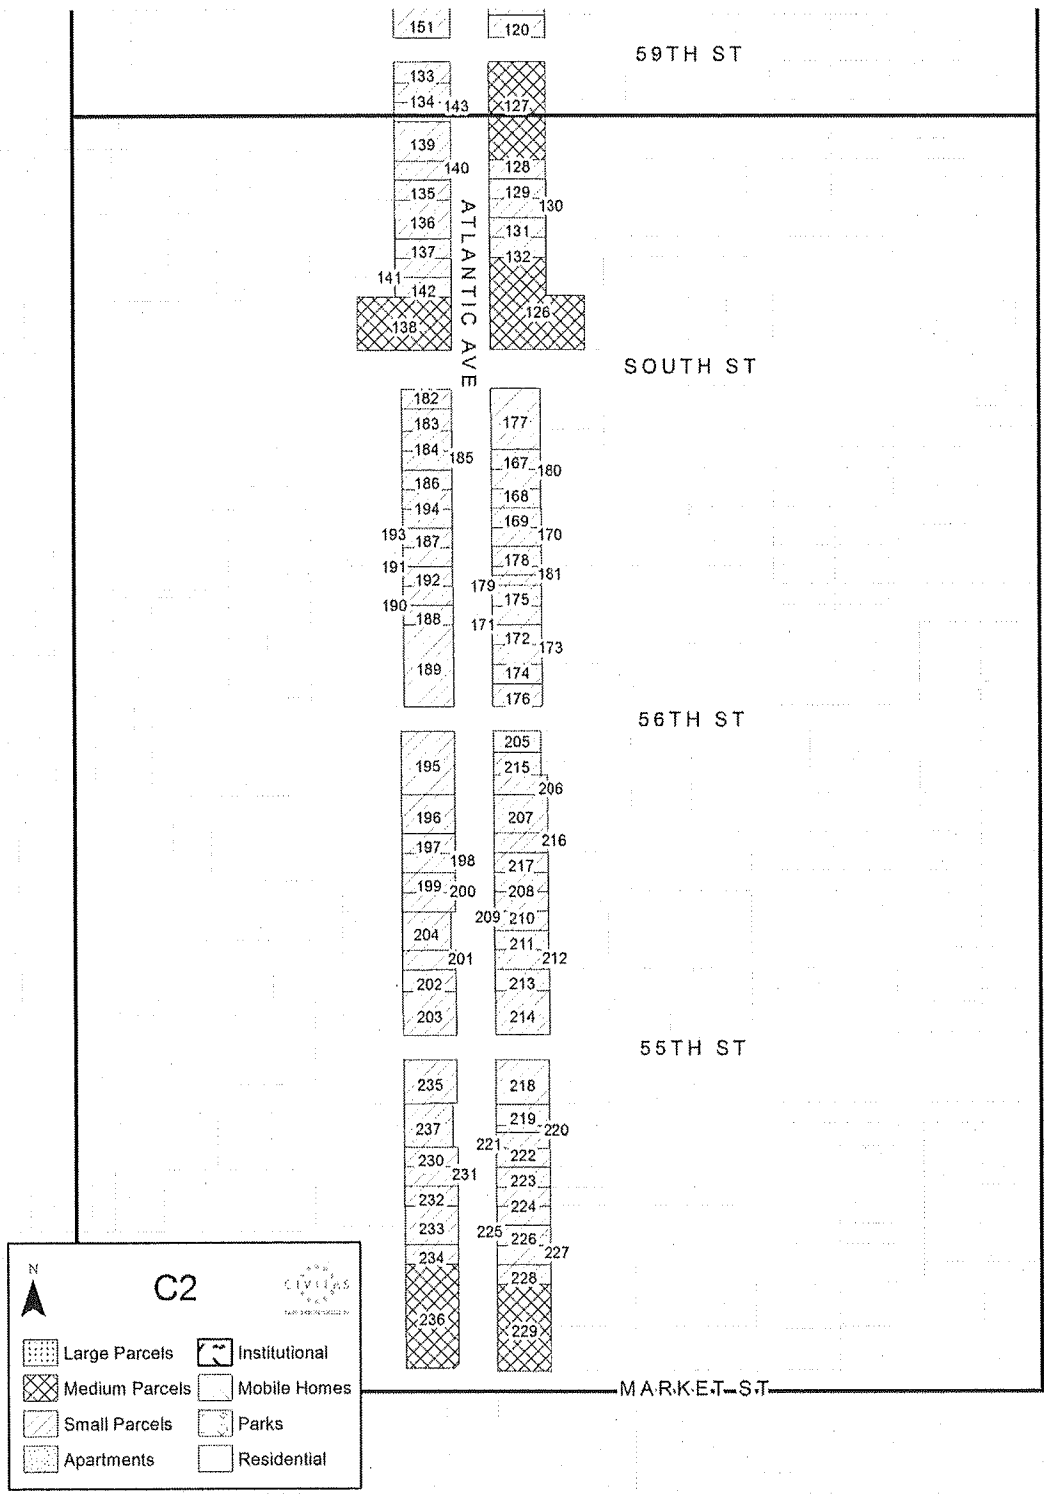 151 120
59TH ST
133
134 143 127
139
140 128
135 129
130
136 131
137 132
141
142
138 126
ATLANTIC AVE
SOUTH ST
182
183 177
184
185 167
180
186 168
194 169
193 187 170
191 178
192 179 181
175
190 188 171
172 173
189 174
176
56TH ST
205
195 215
206
196 207
197 216
198 217
199 200 208
209 210
204 211
201 212
202 213
203 214
55TH ST
235 218
219
237 220
221
230 222
231 223
232 224
233 225 226
234 227
228
236 229
MARKET ST
N
C2
CIVITAS
Large Parcels Institutional
Medium Parcels Mobile Homes
Small Parcels Parks
Apartments Residential